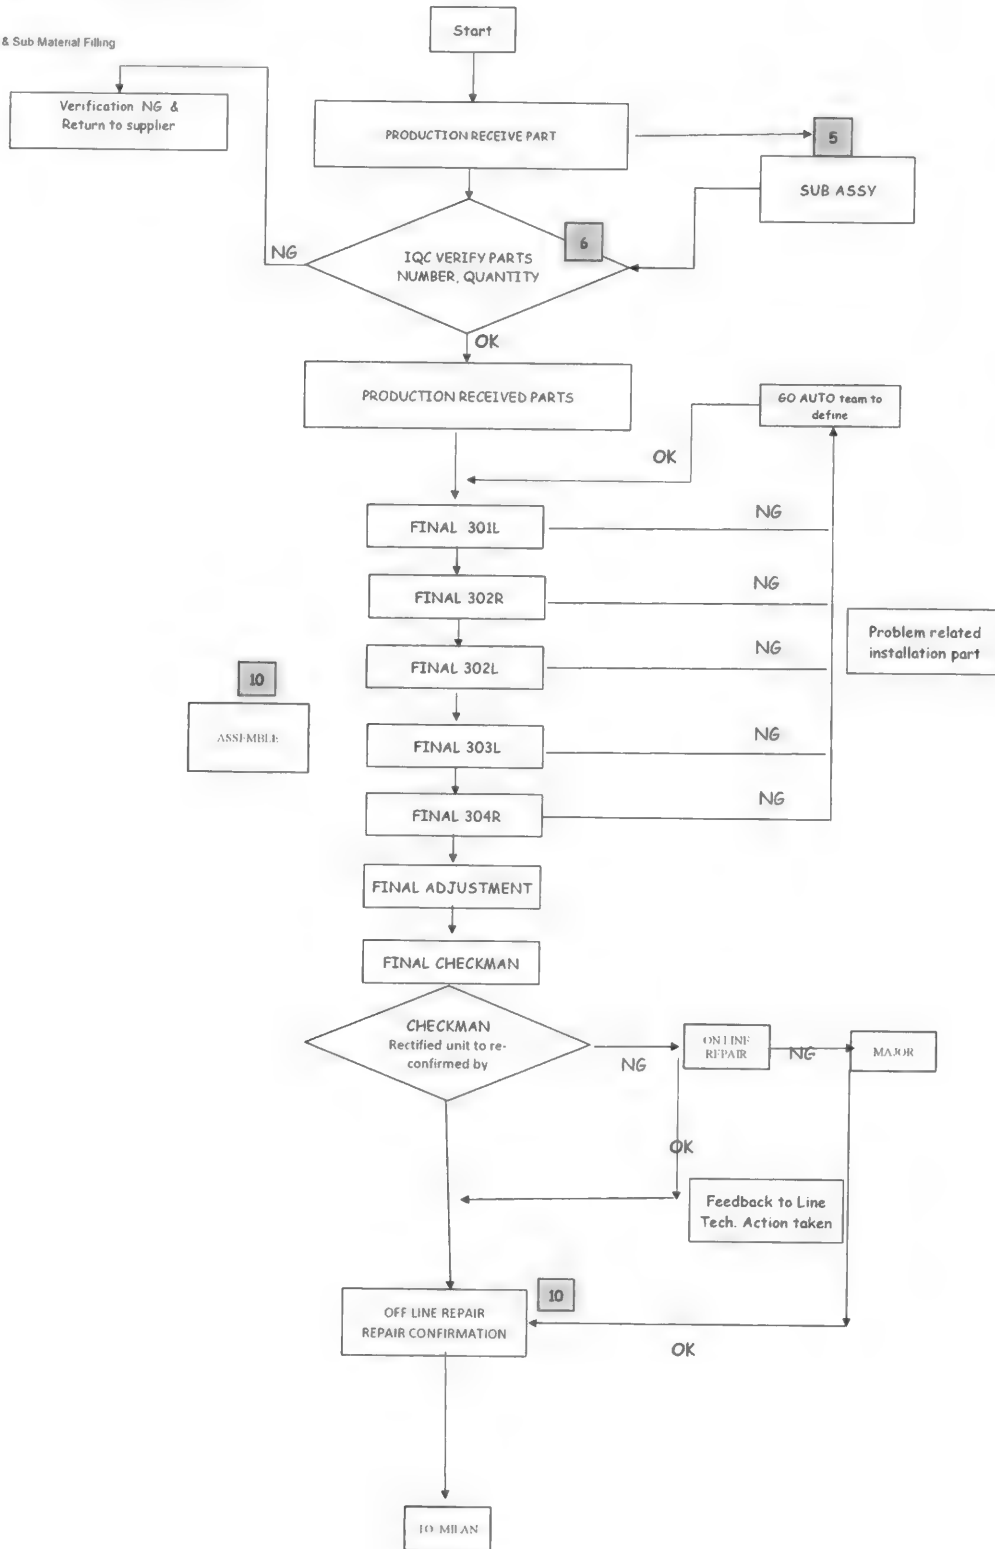 Start
& Sub Material Filling
Verification NG &
Return to supplier
PRODUCTION RECEIVE PART
5
SUB ASSY
6
NG
IQC VERIFY PARTS
NUMBER, QUANTITY
OK
PRODUCTION RECEIVED PARTS
GO AUTO team to
define
OK
FINAL 301L
NG
FINAL 302R
NG
Problem related
installation part
FINAL 302L
NG
10
ASSEMBLE
FINAL 303L
NG
FINAL 304R
NG
FINAL ADJUSTMENT
FINAL CHECKMAN
CHECKMAN
Rectified unit to re-
confirmed by
NG
ON LINE
REPAIR
NG
MAJOR
OK
Feedback to Line
Tech. Action taken
10
OFF LINE REPAIR
REPAIR CONFIRMATION
OK
TO MILAN